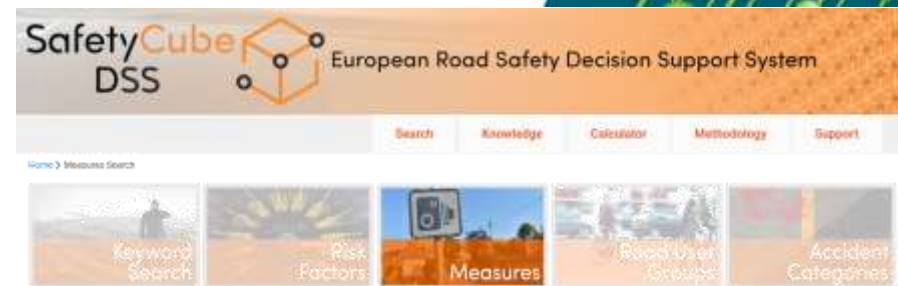 SafetyCube
DSS
European Road Safety Decision Support System
Search Knowledge Calculator Methodology Support
Home > Measures Search
Keyword
Search
Risk
Factors
Measures
Road User
Groups
Accident
Categories